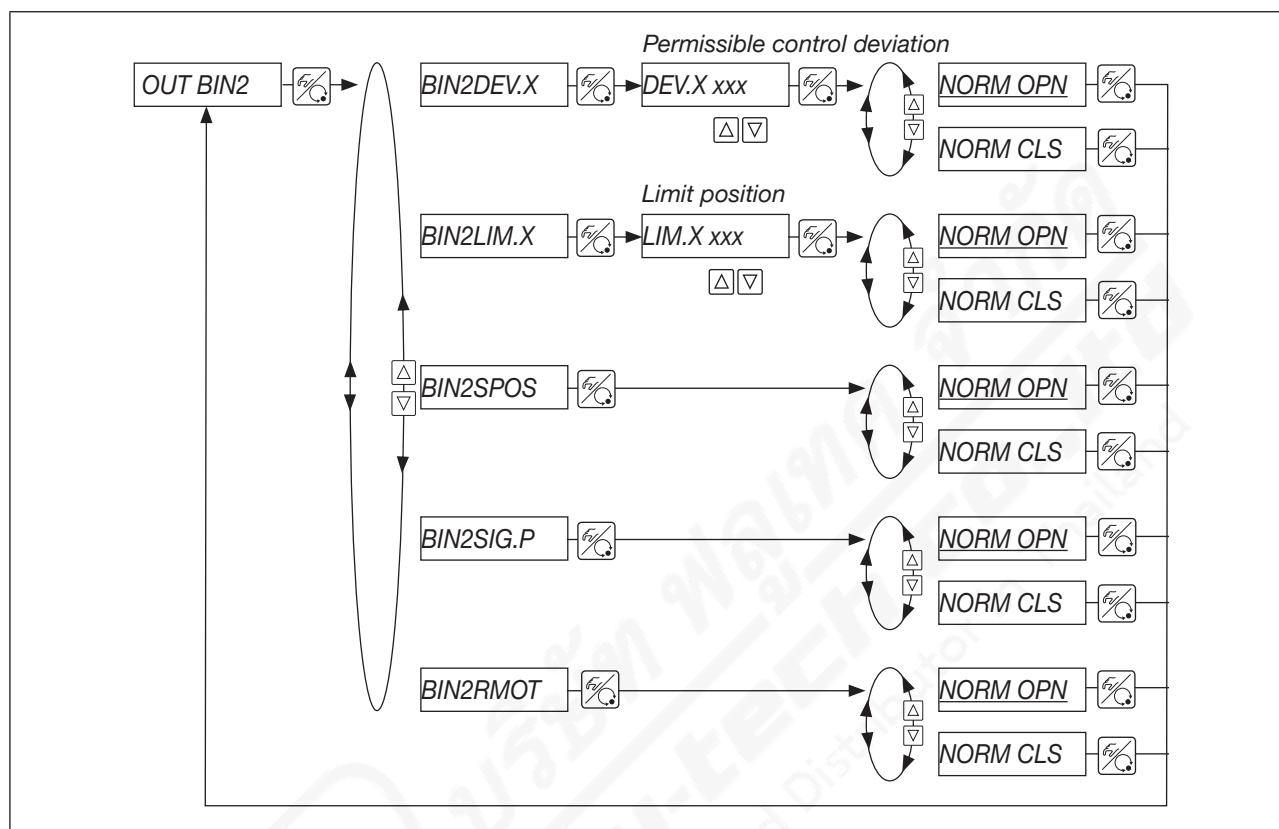 Permissible control deviation
OUT BIN2
BIN2DEV.X
DEV.X xxx
NORM OPN
NORM CLS
Limit position
BIN2LIM.X
LIM.X xxx
NORM OPN
NORM CLS
BIN2SPOS
NORM OPN
NORM CLS
BIN2SIG.P
NORM OPN
NORM CLS
BIN2RMOT
NORM OPN
NORM CLS